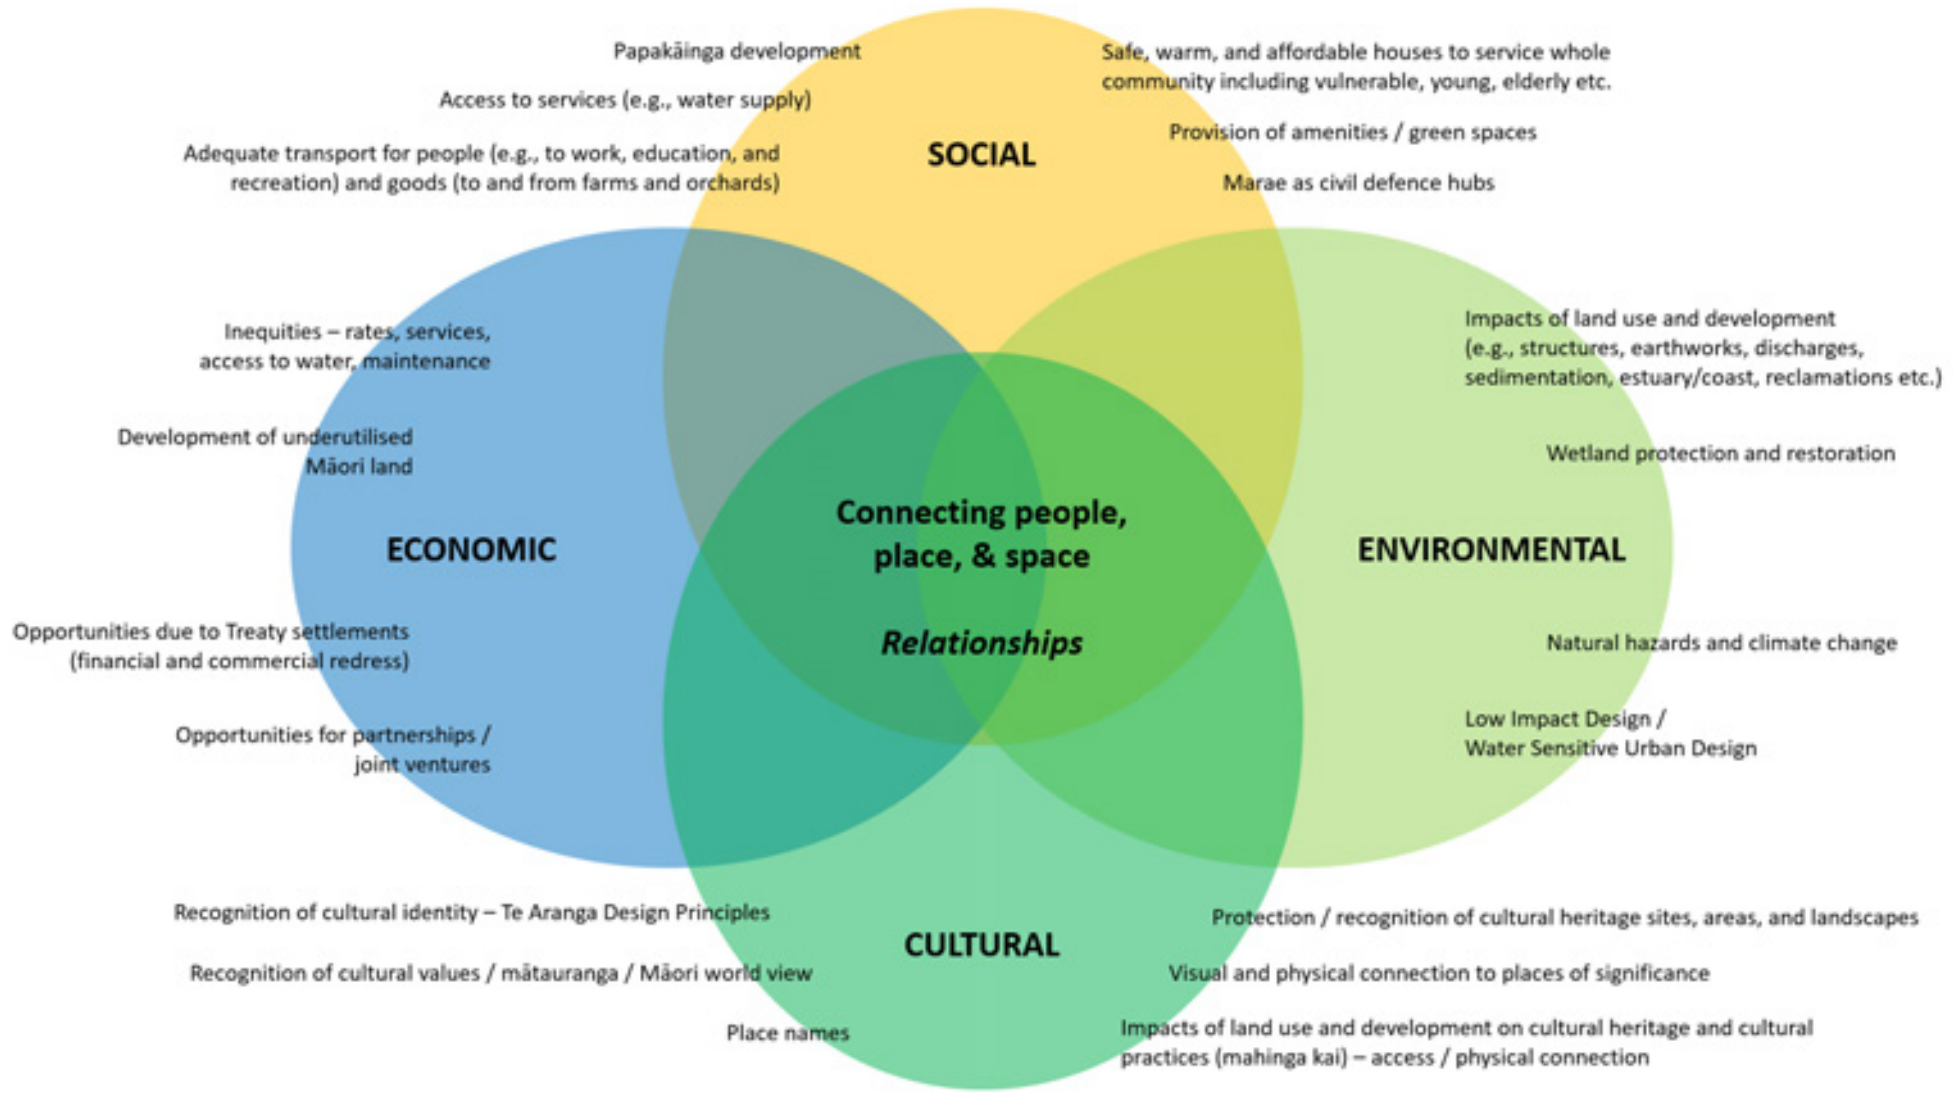 Papakāinga development
Access to services (e.g., water supply)
Adequate transport for people (e.g., to work, education, and
recreation) and goods (to and from farms and orchards)
SOCIAL
Safe, warm, and affordable houses to service whole
community including vulnerable, young, elderly etc.
Provision of amenities / green spaces
Marae as civil defence hubs
Inequities – rates, services,
access to water, maintenance
Development of underutilised
Māori land
ECONOMIC
Opportunities due to Treaty settlements
(financial and commercial redress)
Opportunities for partnerships /
joint ventures
Connecting people,
place, & space
Relationships
Impacts of land use and development
(e.g., structures, earthworks, discharges,
sedimentation, estuary/coast, reclamations etc.)
Wetland protection and restoration
ENVIRONMENTAL
Natural hazards and climate change
Low Impact Design /
Water Sensitive Urban Design
Recognition of cultural identity – Te Aranga Design Principles
Recognition of cultural values / mātauranga / Māori world view
Place names
CULTURAL
Protection / recognition of cultural heritage sites, areas, and landscapes
Visual and physical connection to places of significance
Impacts of land use and development on cultural heritage and cultural
practices (mahinga kai) – access / physical connection